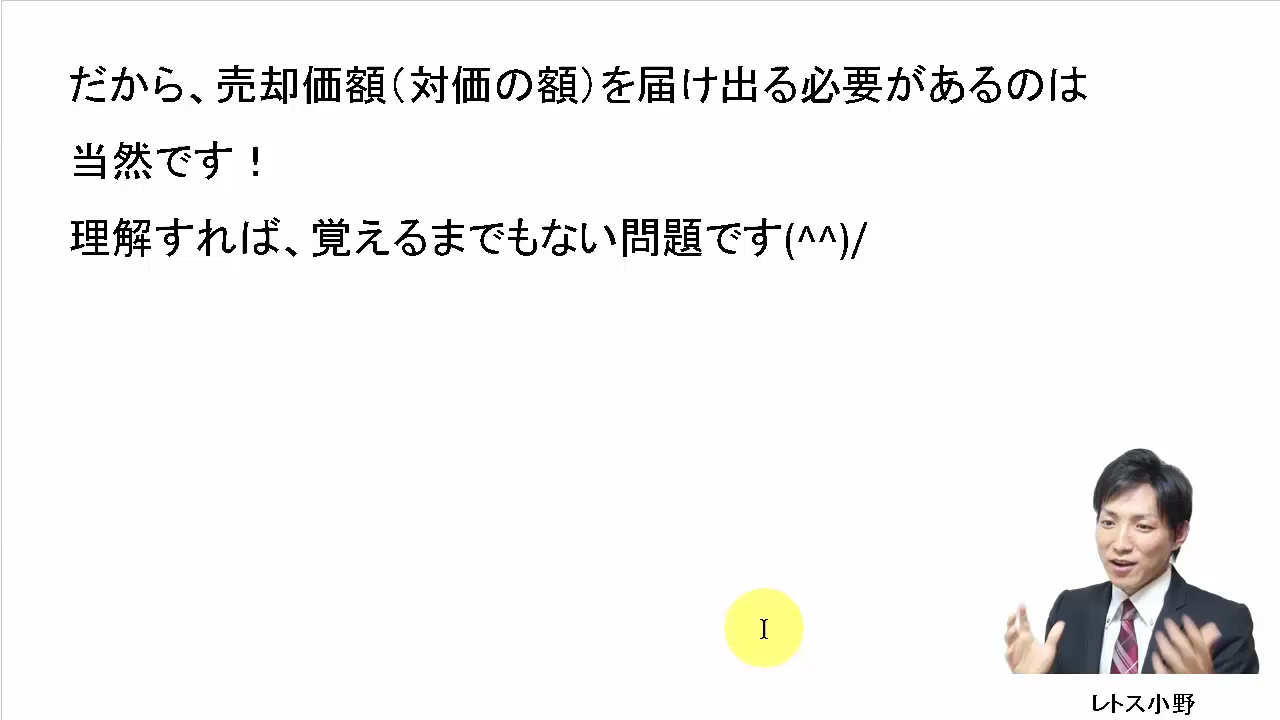 だから、売却価額（対価の額）を届け出る必要があるのは
当然です！
理解すれば、覚えるまでもない問題です(^^)/
レトス小野